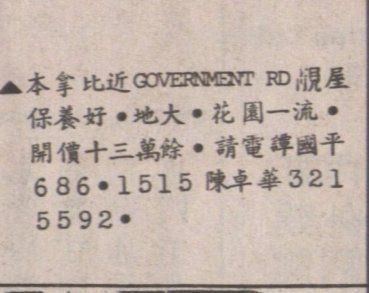 ▲本拿比近GOVERNMENT RD 靚屋
保養好•地大•花園一流•
開價十三萬餘•請電譚國平
686•1515 陳卓華321
5592•